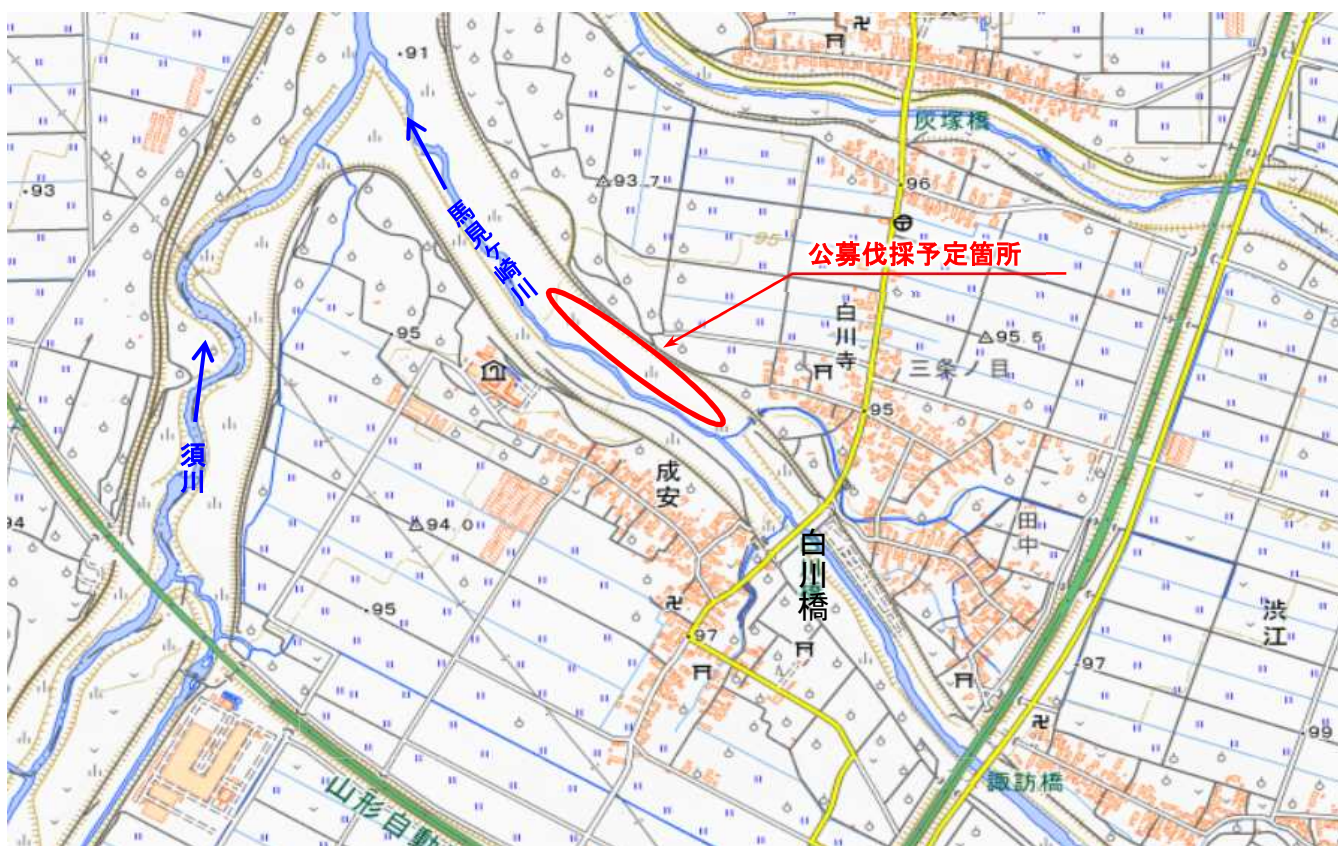 91
灰塚橋
93
93.7
96
95
馬見ヶ崎川
公募伐採予定箇所
白川寺
95
95.5
三条ノ目
95
須川
成安
94
94.0
田中
97.5
白川橋
95
渋江
97
97
99
諏訪橋
山形自動